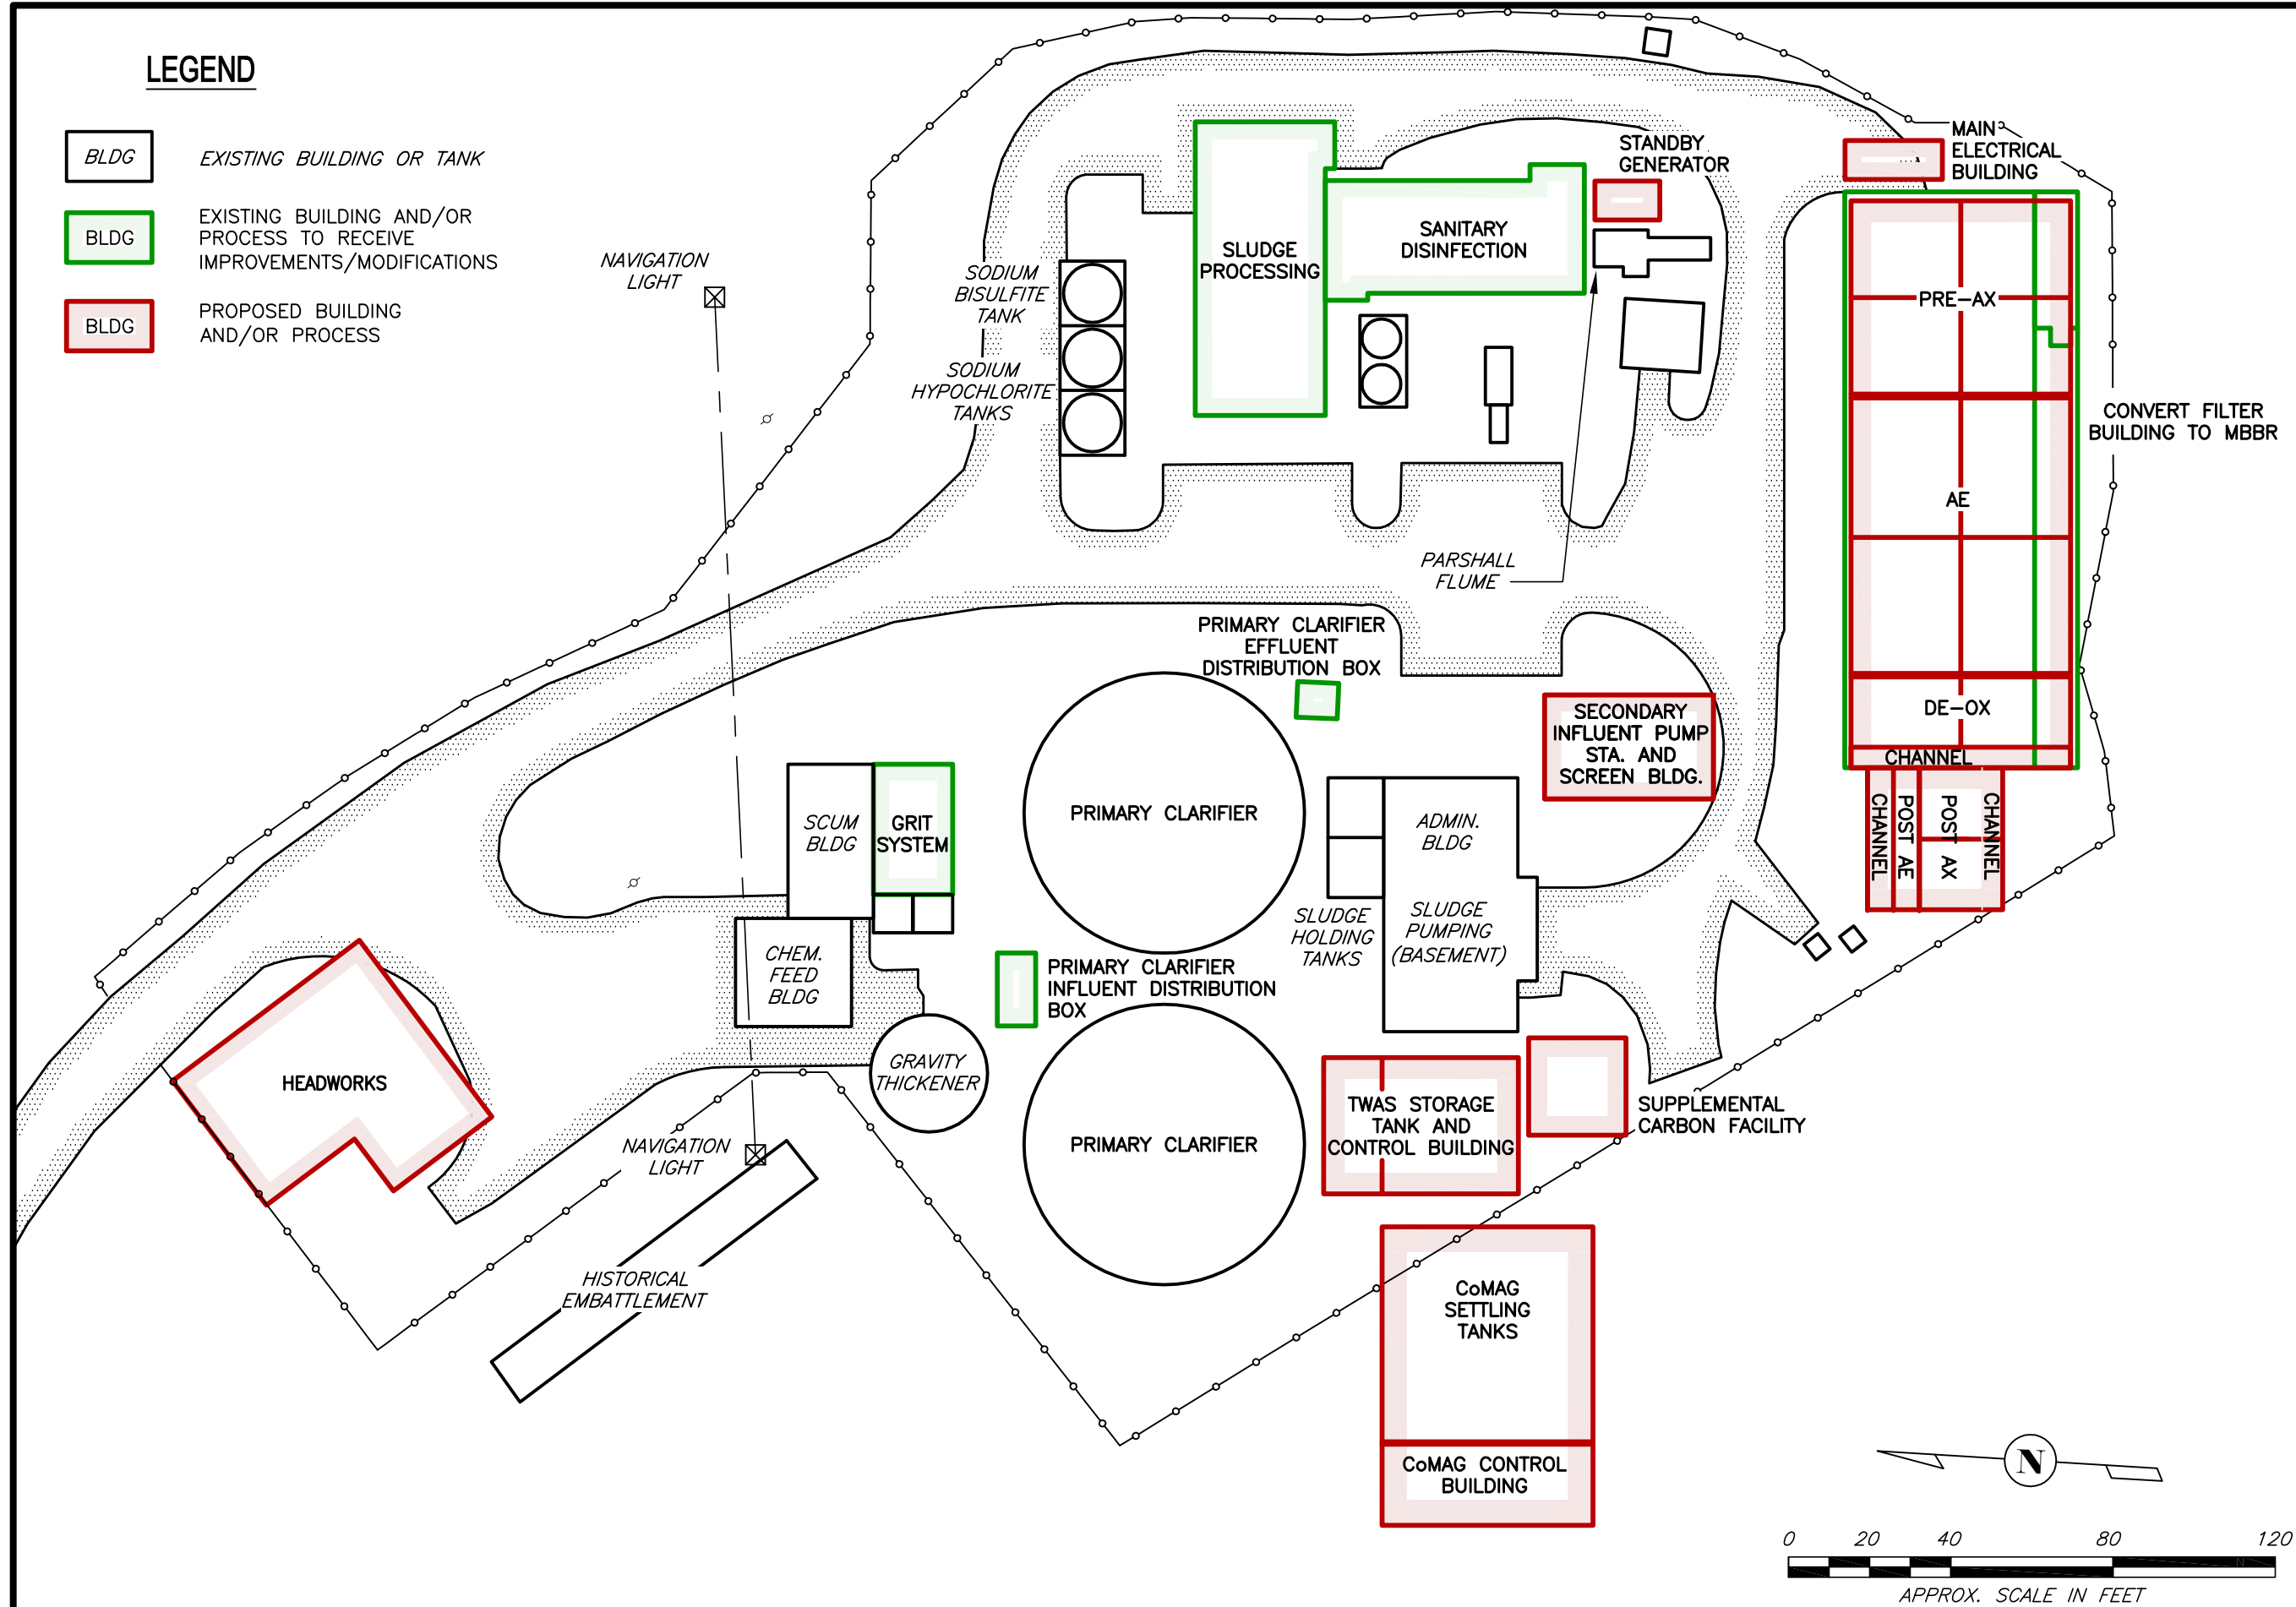 LEGEND
BLDG
EXISTING BUILDING OR TANK
BLDG
EXISTING BUILDING AND/OR
PROCESS TO RECEIVE
IMPROVEMENTS/MODIFICATIONS
BLDG
PROPOSED BUILDING
AND/OR PROCESS
NAVIGATION
LIGHT
SODIUM
BISULFITE
TANK
SODIUM
HYPOCHLORITE
TANKS
SLUDGE
PROCESSING
SANITARY
DISINFECTION
STANDBY
GENERATOR
MAIN
ELECTRICAL
BUILDING
PRE-AX
CONVERT FILTER
BUILDING TO MBBR
AE
PARSHALL
FLUME
DE-OX
CHANNEL
CHANNEL
POST AE
POST AX
CHANNEL
PRIMARY CLARIFIER
EFFLUENT
DISTRIBUTION BOX
SECONDARY
INFLUENT PUMP
STA. AND
SCREEN BLDG.
SCUM
BLDG
GRIT
SYSTEM
PRIMARY CLARIFIER
ADMIN.
BLDG
SLUDGE
HOLDING
TANKS
SLUDGE
PUMPING
(BASEMENT)
CHEM.
FEED
BLDG
PRIMARY CLARIFIER
INFLUENT DISTRIBUTION
BOX
GRAVITY
THICKENER
HEADWORKS
NAVIGATION
LIGHT
PRIMARY CLARIFIER
TWAS STORAGE
TANK AND
CONTROL BUILDING
SUPPLEMENTAL
CARBON FACILITY
HISTORICAL
EMBATTLEMENT
CoMAG
SETTLING
TANKS
CoMAG CONTROL
BUILDING
N
0 20 40 80 120
APPROX. SCALE IN FEET